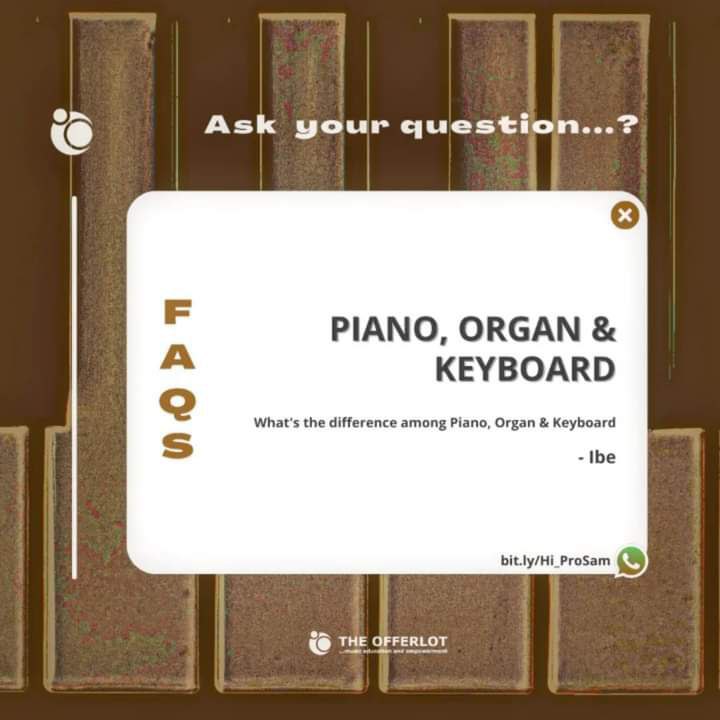 Ask your question...?
F
A
Q
S
PIANO, ORGAN &
KEYBOARD
What's the difference among Piano, Organ & Keyboard
- Ibe
bit.ly/Hi_ProSam
THE OFFERLOT
...music education and empowerment